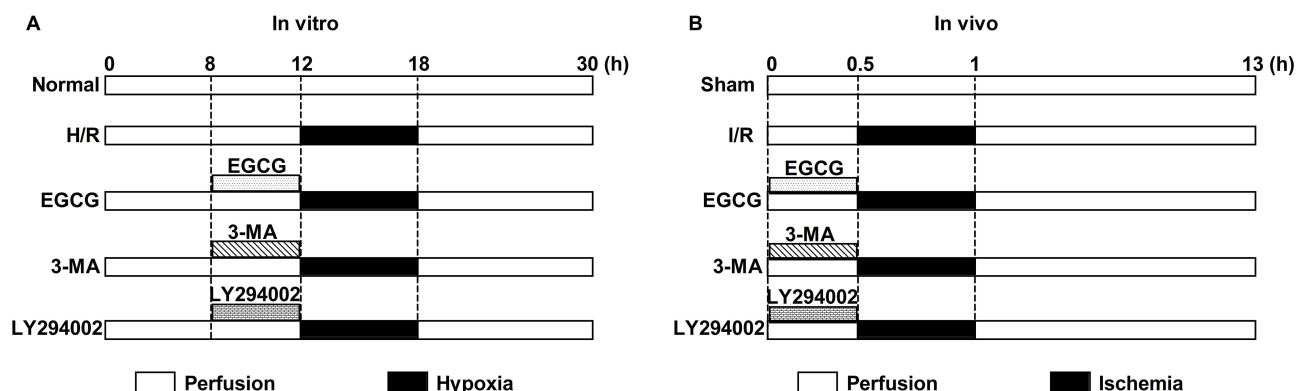 A
In vitro
0 8 12 18 30 (h)
Normal
H/R
EGCG
EGCG
3-MA
3-MA
LY294002
LY294002
Perfusion
Hypoxia
B
In vivo
0 0.5 1 13 (h)
Sham
I/R
EGCG
EGCG
3-MA
3-MA
LY294002
LY294002
Perfusion
Ischemia